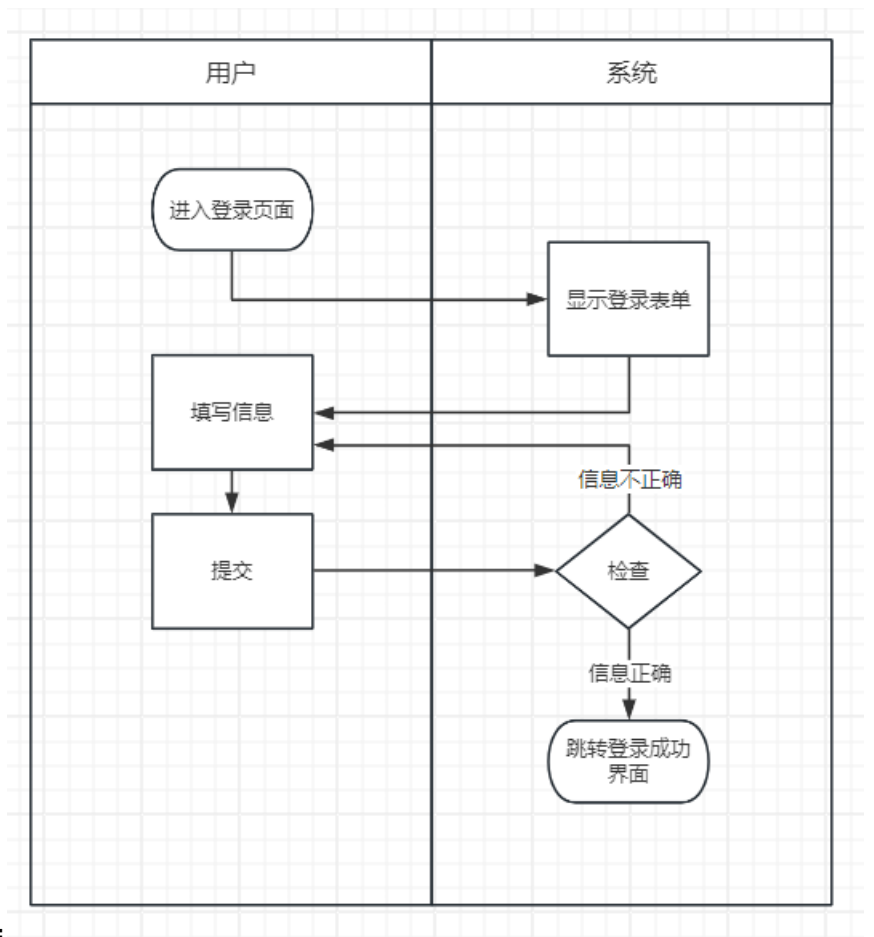 用户
系统
进入登录页面
显示登录表单
填写信息
信息不正确
提交
检查
信息正确
跳转登录成功
界面